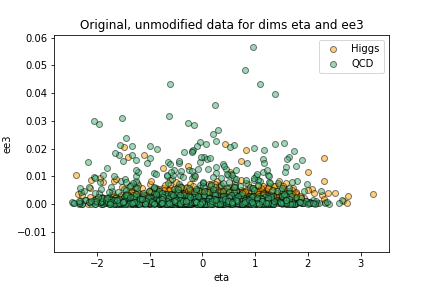 Original, unmodified data for dims eta and ee3
Higgs
QCD
0.06
0.05
0.04
0.03
0.02
0.01
0.00
−0.01
ee3
−2 −1 0 1 2 3
eta